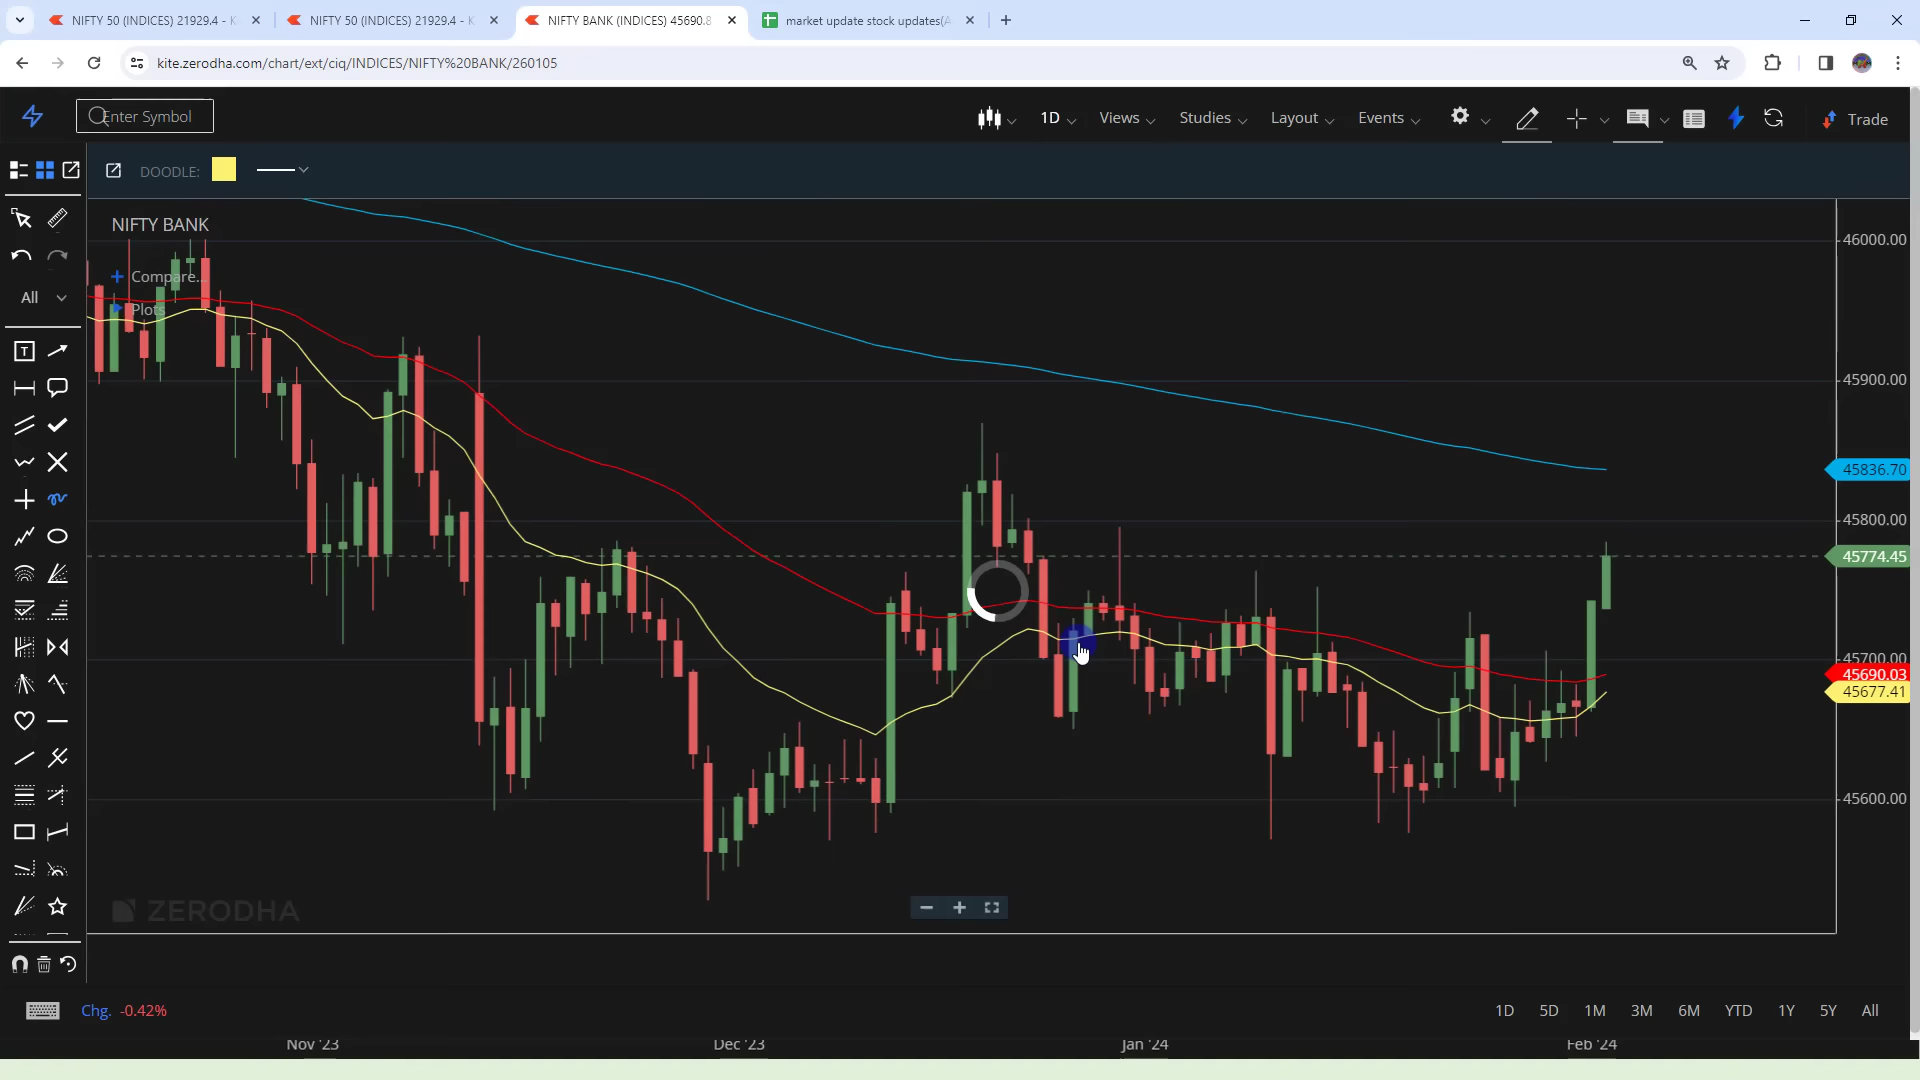 NIFTY 50 (INDICES) 21929.4 - K
NIFTY 50 (INDICES) 21929.4 - K
NIFTY BANK (INDICES) 45690.8
market update stock updates(A
kite.zerodha.com/chart/ext/ciq/INDICES/NIFTY%20BANK/260105
Enter Symbol
1D
Views
Studies
Layout
Events
Trade
DOODLE:
NIFTY BANK
Compare...
Plots
All
T
46000.00
45900.00
45836.70
45800.00
45774.45
45700.00
45690.03
45677.41
45600.00
ZERODHA
Chg. -0.42%
1D 5D 1M 3M 6M YTD 1Y 5Y All
Nov '23
Dec '23
Jan '24
Feb '24